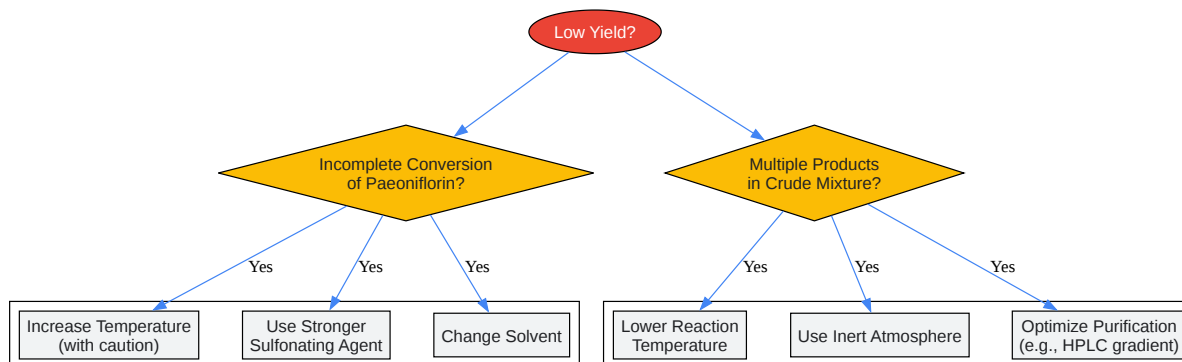 Low Yield?
Incomplete Conversion
of Paeoniflorin?
Multiple Products
in Crude Mixture?
Yes
Yes
Yes
Yes
Yes
Yes
Increase Temperature
(with caution)
Use Stronger
Sulfonating Agent
Change Solvent
Lower Reaction
Temperature
Use Inert Atmosphere
Optimize Purification
(e.g., HPLC gradient)